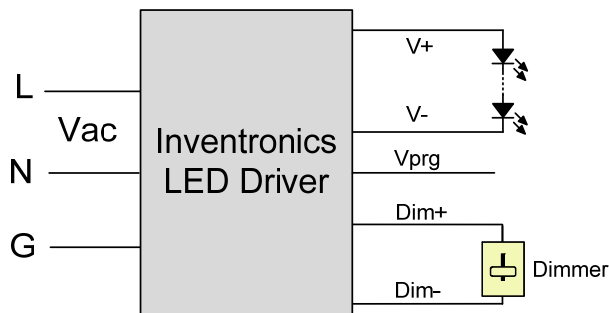 L
Vac
N
G
Inventronics
LED Driver
V+
V-
Vprg
Dim+
Dim-
Dimmer